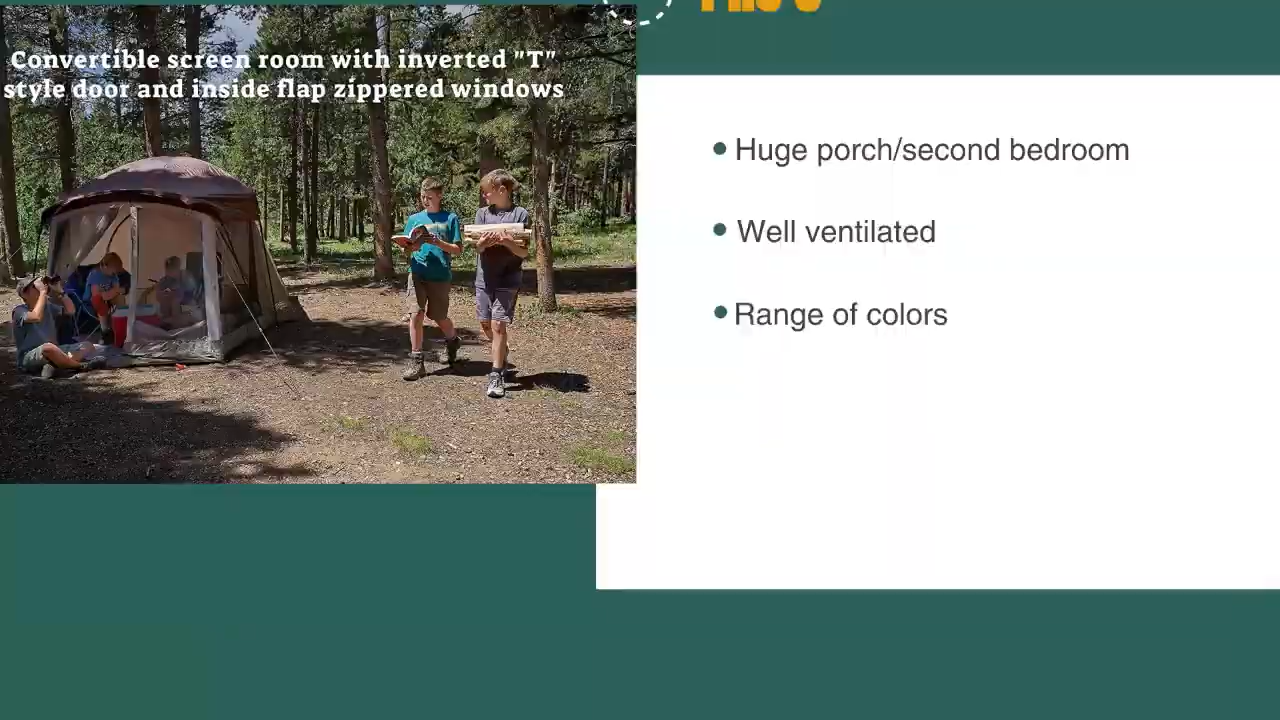 Convertible screen room with inverted "T"
style door and inside flap zippered windows
Huge porch/second bedroom
Well ventilated
Range of colors